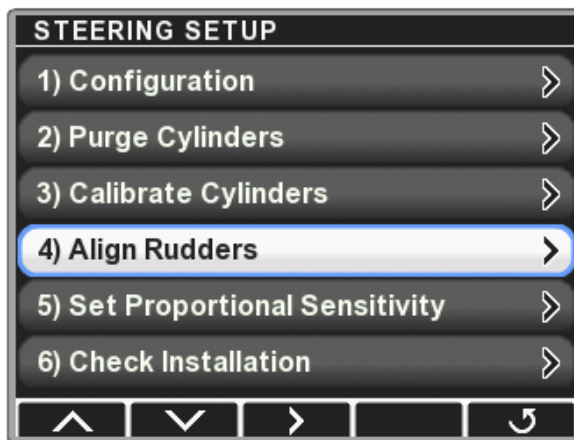 STEERING SETUP
1) Configuration
2) Purge Cylinders
3) Calibrate Cylinders
4) Align Rudders
5) Set Proportional Sensitivity
6) Check Installation